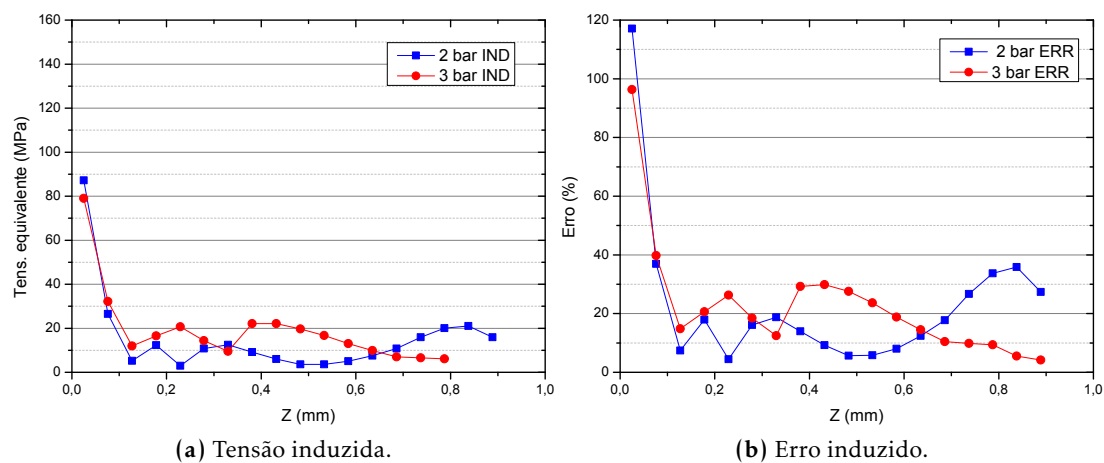 160
140
120
100
80
60
40
20
0
Tens. equivalente (MPa)
2 bar IND
3 bar IND
0,0 0,2 0,4 0,6 0,8 1,0
Z (mm)
(a) Tensão induzida.
120
100
80
60
40
20
0
Erro (%)
2 bar ERR
3 bar ERR
0,0 0,2 0,4 0,6 0,8 1,0
Z (mm)
(b) Erro induzido.